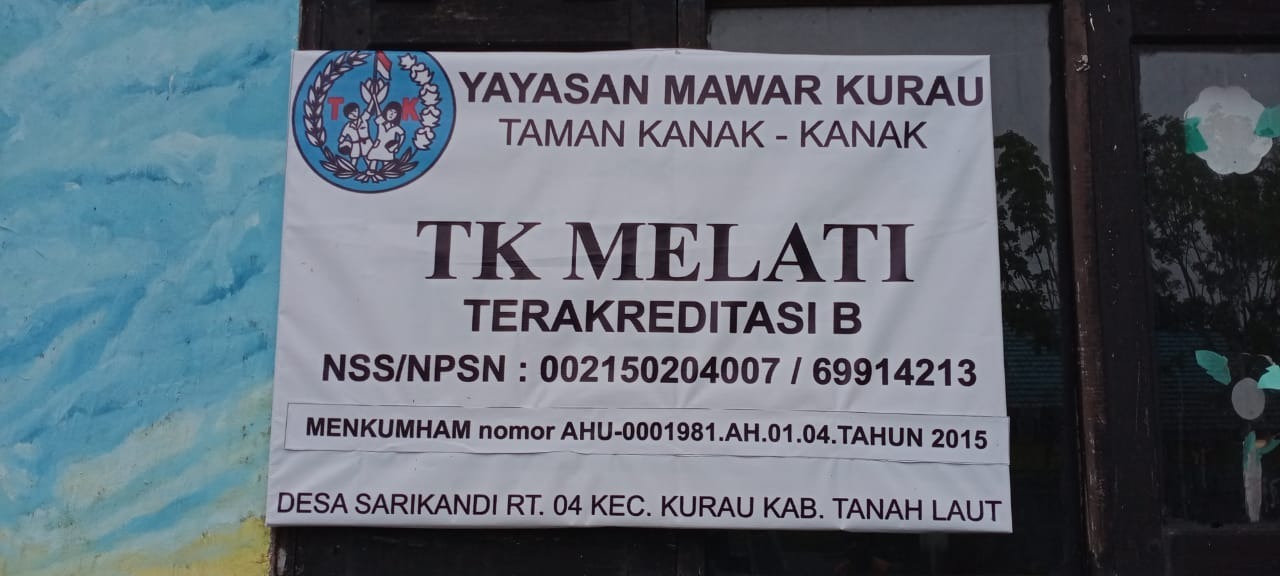 YAYASAN MAWAR KURAU
TAMAN KANAK - KANAK
T K
TK MELATI
TERAKREDITASI B
NSS/NPSN : 002150204007 / 69914213
MENKUMHAM nomor AHU-0001981.AH.01.04.TAHUN 2015
DESA SARIKANDI RT. 04 KEC. KURAU KAB. TANAH LAUT